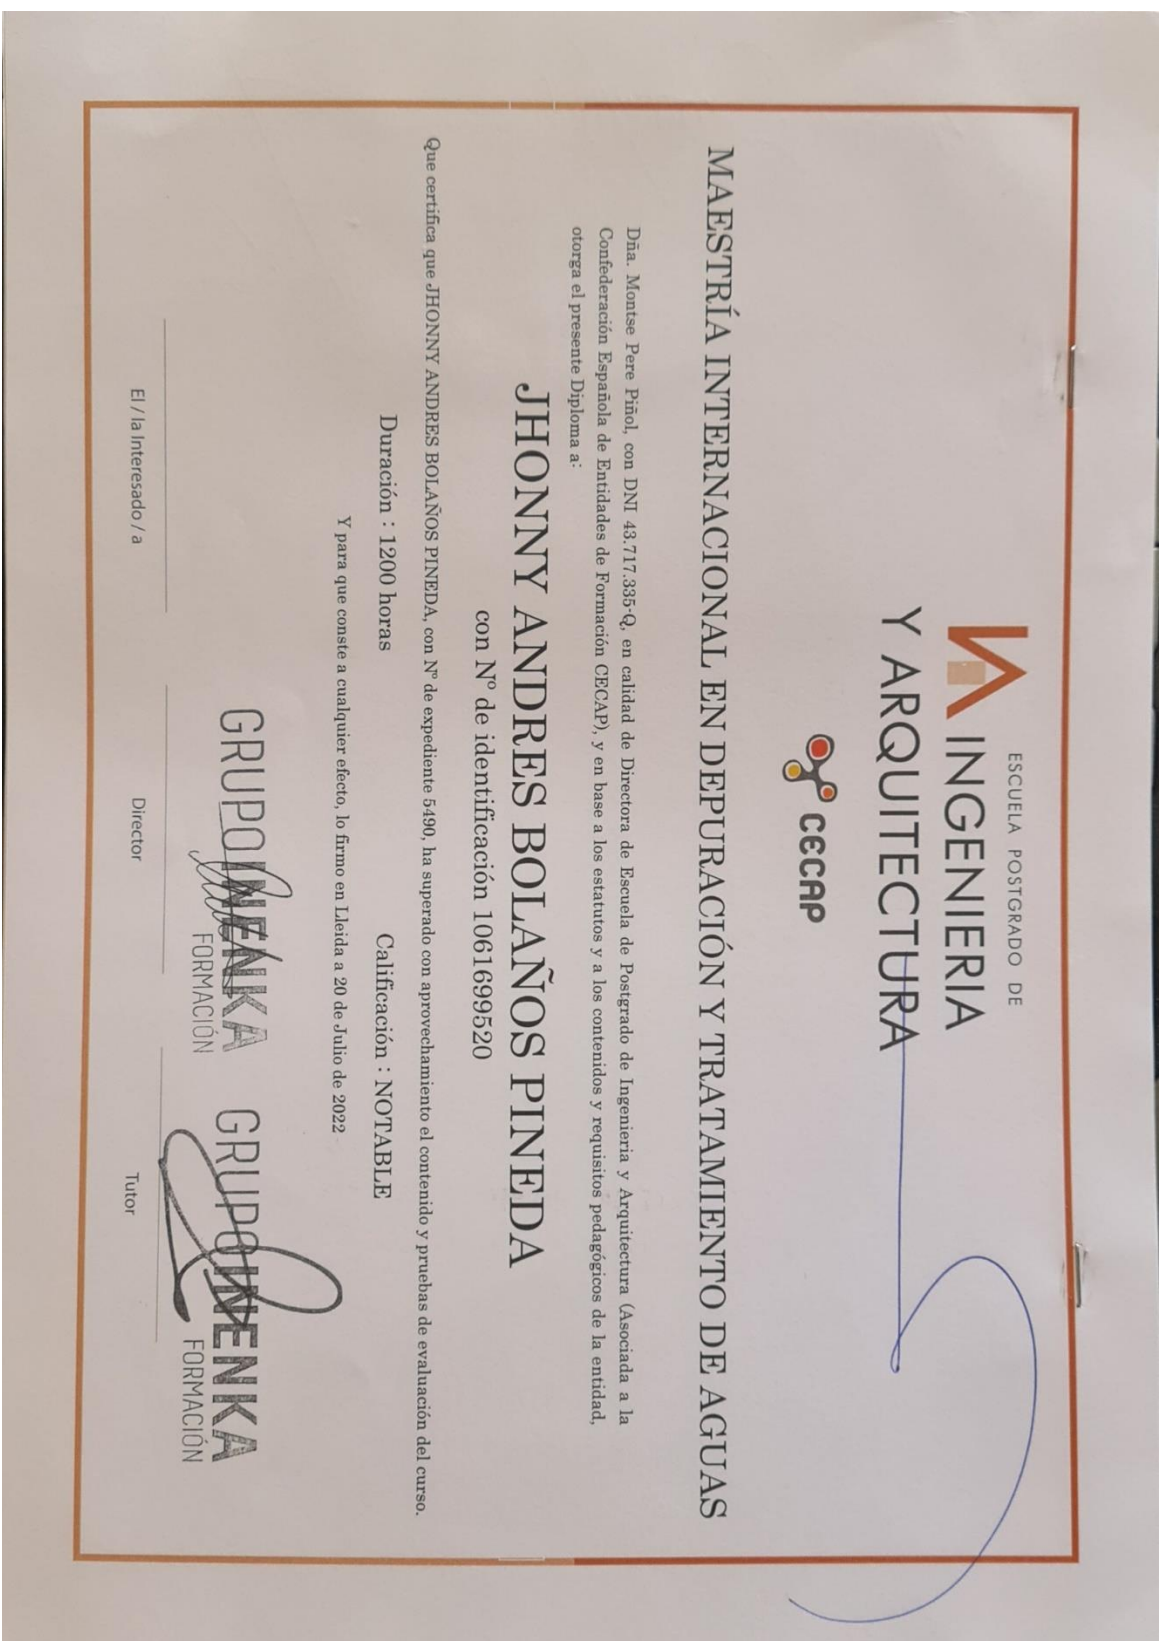 ESCUELA POSTGRADO DE
INGENIERIA
Y ARQUITECTURA
CECAP
MAESTRÍA INTERNACIONAL EN DEPURACIÓN Y TRATAMIENTO DE AGUAS
Dña. Montse Pere Piñol, con DNI 43.717.335-Q, en calidad de Directora de Escuela de Postgrado de Ingenieria y Arquitectura (Asociada a la
Confederación Española de Entidades de Formación CECAP), y en base a los estatutos y a los contenidos y requisitos pedagógicos de la entidad,
otorga el presente Diploma a:
JHONNY ANDRES BOLAÑOS PINEDA
con Nº de identificación 1061699520
Que certifica que JHONNY ANDRES BOLAÑOS PINEDA, con Nº de expediente 5490, ha superado con aprovechamiento el contenido y pruebas de evaluación del curso.
Duración : 1200 horas Calificación : NOTABLE
Y para que conste a cualquier efecto, lo firmo en Lleida a 20 de Julio de 2022
GRUPO INENKA GRUPO INENKA
FORMACIÓN FORMACIÓN
El / la Interesado / a Director Tutor